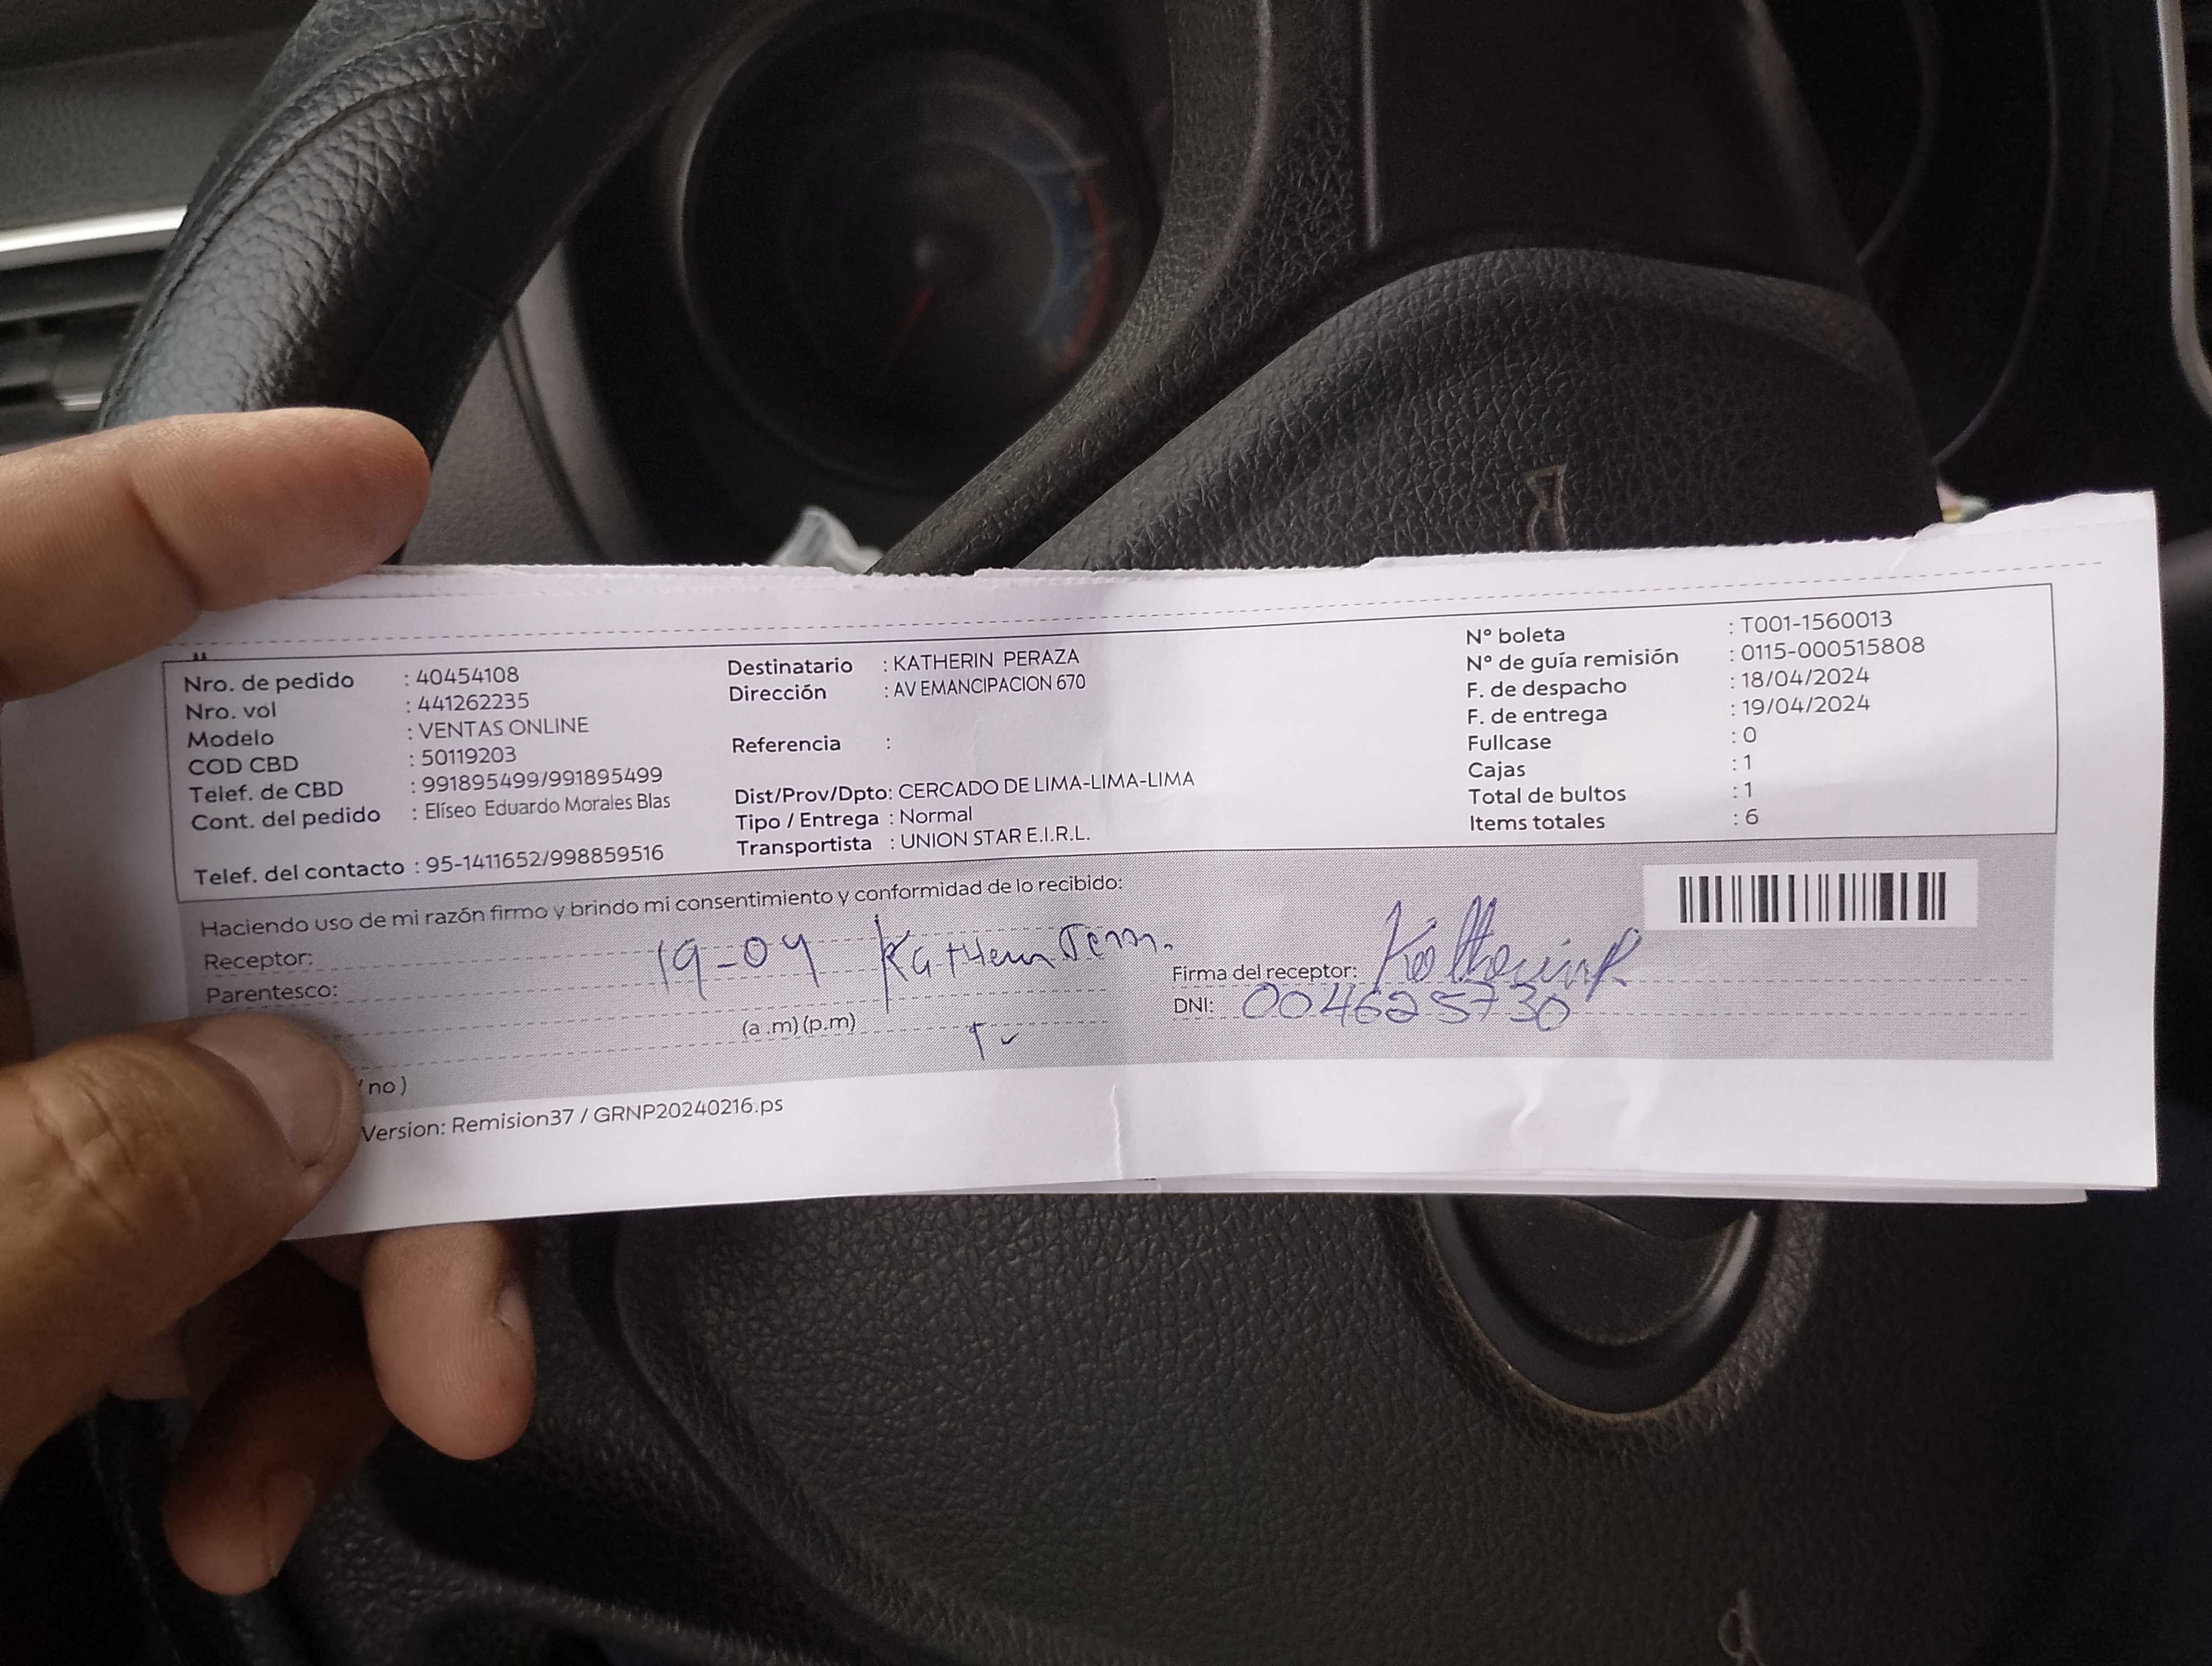 Nro. de pedido : 40454108
Nro. vol : 441262235
Modelo : VENTAS ONLINE
COD CBD : 50119203
Telef. de CBD : 991895499/991895499
Cont. del pedido : Elíseo Eduardo Morales Blas
Telef. del contacto : 95-1411652/998859516
Destinatario : KATHERIN PERAZA
Dirección : AV EMANCIPACION 670
Referencia :
Dist/Prov/Dpto: CERCADO DE LIMA-LIMA-LIMA
Tipo / Entrega : Normal
Transportista : UNION STAR E.I.R.L.
N° boleta : T001-1560013
N° de guía remisión : 0115-000515808
F. de despacho : 18/04/2024
F. de entrega : 19/04/2024
Fullcase : 0
Cajas : 1
Total de bultos : 1
Items totales : 6
Haciendo uso de mi razón firmo y brindo mi consentimiento y conformidad de lo recibido:
Receptor: 19-04
Parentesco:
(a .m) (p.m)
Firma del receptor: Katherin P
DNI: 004625730
/ no )
Version: Remision37 / GRNP20240216.ps